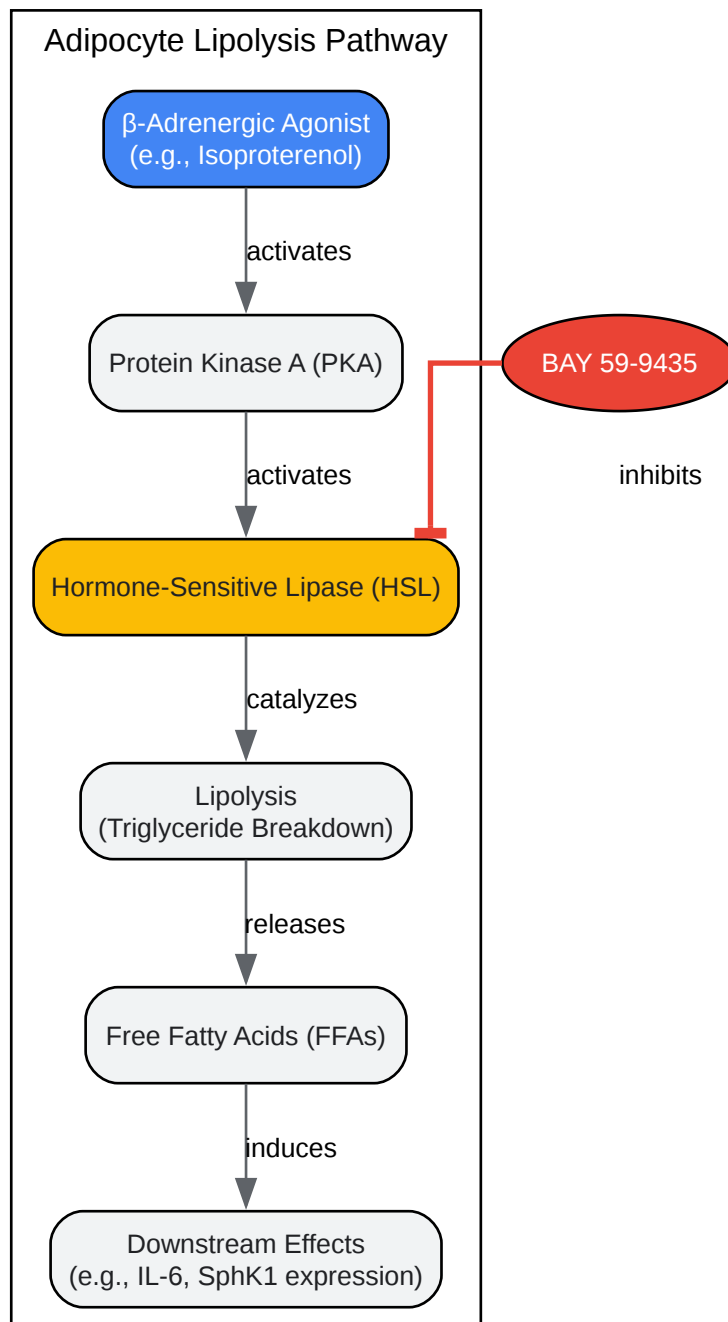 Adipocyte Lipolysis Pathway
β-Adrenergic Agonist
(e.g., Isoproterenol)
activates
Protein Kinase A (PKA)
BAY 59-9435
activates
inhibits
Hormone-Sensitive Lipase (HSL)
catalyzes
Lipolysis
(Triglyceride Breakdown)
releases
Free Fatty Acids (FFAs)
induces
Downstream Effects
(e.g., IL-6, SphK1 expression)